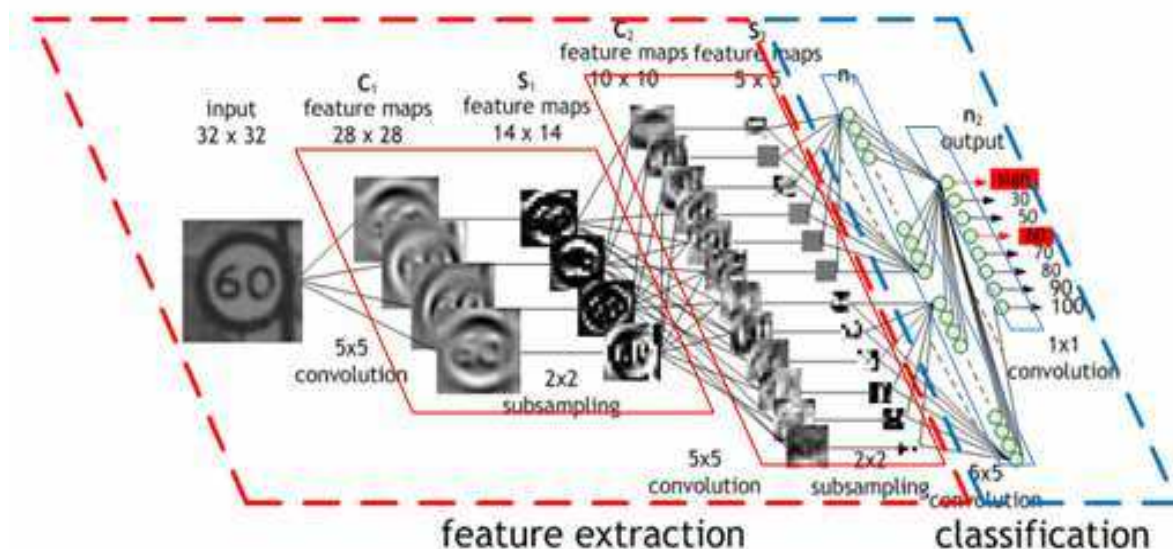 C₂
feature maps
10 x 10
S₂
feature maps
5 x 5
C₁
feature maps
28 x 28
S₁
feature maps
14 x 14
input
32 x 32
n₁
n₂
output
60
30
50
60
70
80
90
100
5x5
convolution
2x2
subsampling
5x5
convolution
2x2
subsampling
convolution
1x1
convolution
feature extraction
classification